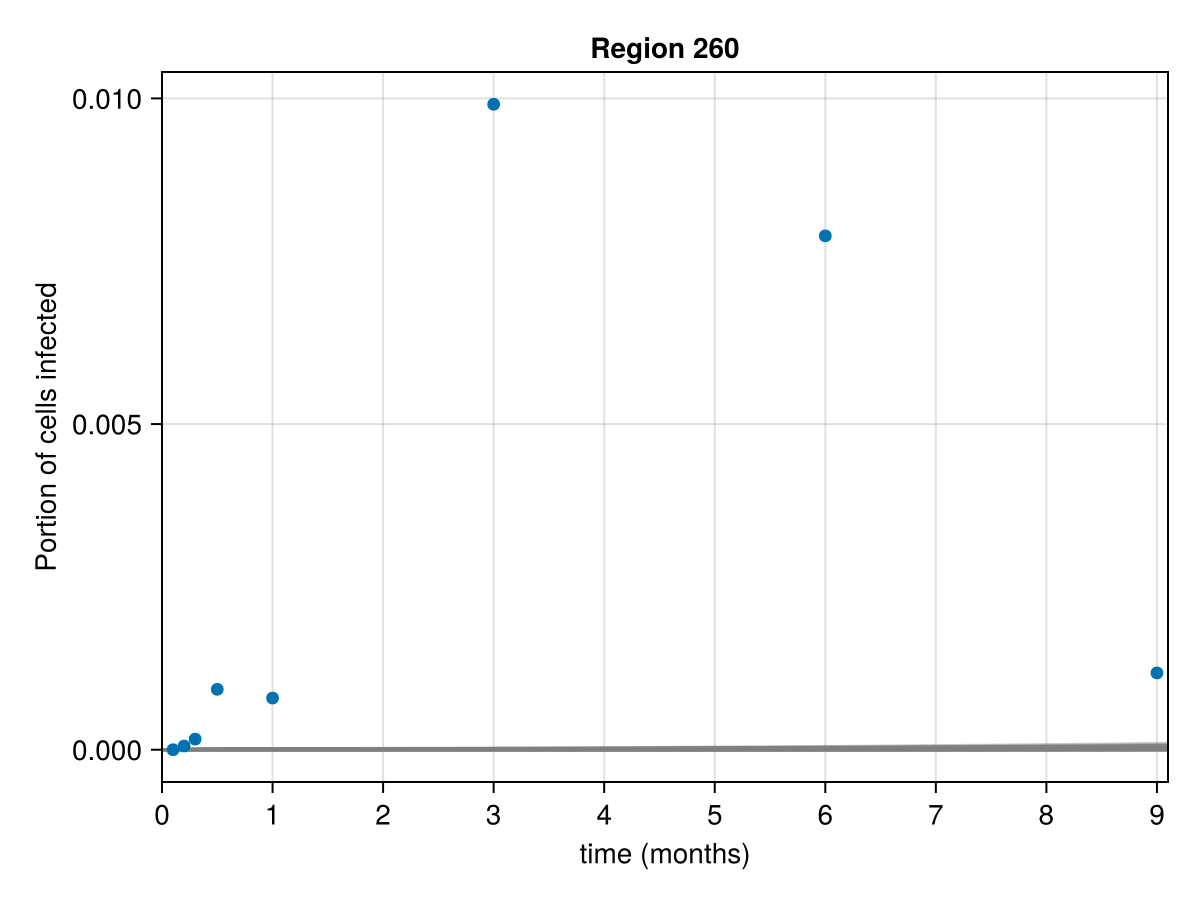 Region 260
0.010
0.005
0.000
Portion of cells infected
0 1 2 3 4 5 6 7 8 9
time (months)